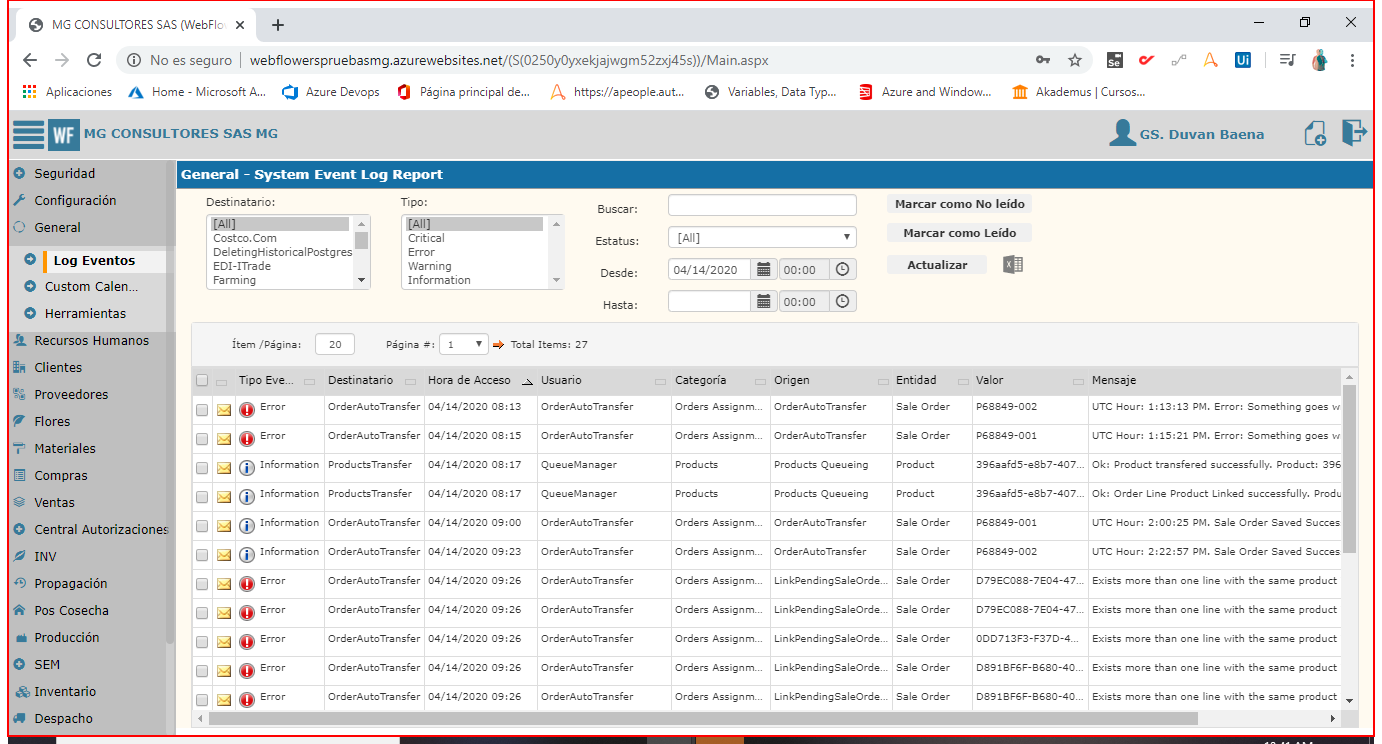 MG CONSULTORES SAS (WebFlo
No es seguro | webflowerspruebasmg.azurewebsites.net/(S(0250y0yxekjajwgm52zxj45s))/Main.aspx
Aplicaciones Home - Microsoft A... Azure Devops Página principal de... https://apeople.aut... Variables, Data Typ... Azure and Window... Akademus | Cursos...
WF MG CONSULTORES SAS MG GS. Duvan Baena
Seguridad
Configuración
General
Log Eventos
Custom Calen...
Herramientas
Recursos Humanos
Clientes
Proveedores
Flores
Materiales
Compras
Ventas
Central Autorizaciones
INV
Propagación
Pos Cosecha
Producción
SEM
Inventario
Despacho
General - System Event Log Report
Destinatario:
[All]
Costco.Com
DeletingHistoricalPostgres
EDI-ITrade
Farming
Tipo:
[All]
Critical
Error
Warning
Information
Buscar:
Estatus: [All]
Desde: 04/14/2020 00:00
Hasta: 00:00
Marcar como No leído
Marcar como Leído
Actualizar
Ítem /Página: 20 Página #: 1 Total Items: 27
Tipo Eve... Destinatario Hora de Acceso Usuario Categoría Origen Entidad Valor Mensaje
Error OrderAutoTransfer 04/14/2020 08:13 OrderAutoTransfer Orders Assignm... OrderAutoTransfer Sale Order P68849-002 UTC Hour: 1:13:13 PM. Error: Something goes w
Error OrderAutoTransfer 04/14/2020 08:15 OrderAutoTransfer Orders Assignm... OrderAutoTransfer Sale Order P68849-001 UTC Hour: 1:15:21 PM. Error: Something goes w
Information ProductsTransfer 04/14/2020 08:17 QueueManager Products Products Queueing Product 396aafd5-e8b7-407... Ok: Product transfered successfully. Product: 396
Information ProductsTransfer 04/14/2020 08:17 QueueManager Products Products Queueing Product 396aafd5-e8b7-407... Ok: Order Line Product Linked successfully. Produ
Information OrderAutoTransfer 04/14/2020 09:00 OrderAutoTransfer Orders Assignm... OrderAutoTransfer Sale Order P68849-001 UTC Hour: 2:00:25 PM. Sale Order Saved Succes
Information OrderAutoTransfer 04/14/2020 09:23 OrderAutoTransfer Orders Assignm... OrderAutoTransfer Sale Order P68849-002 UTC Hour: 2:22:57 PM. Sale Order Saved Succes
Error OrderAutoTransfer 04/14/2020 09:26 OrderAutoTransfer Orders Assignm... LinkPendingSaleOrde... Sale Order D79EC088-7E04-47... Exists more than one line with the same product
Error OrderAutoTransfer 04/14/2020 09:26 OrderAutoTransfer Orders Assignm... LinkPendingSaleOrde... Sale Order D79EC088-7E04-47... Exists more than one line with the same product
Error OrderAutoTransfer 04/14/2020 09:26 OrderAutoTransfer Orders Assignm... LinkPendingSaleOrde... Sale Order 0DD713F3-F37D-4... Exists more than one line with the same product
Error OrderAutoTransfer 04/14/2020 09:26 OrderAutoTransfer Orders Assignm... LinkPendingSaleOrde... Sale Order D891BF6F-B680-40... Exists more than one line with the same product
Error OrderAutoTransfer 04/14/2020 09:26 OrderAutoTransfer Orders Assignm... LinkPendingSaleOrde... Sale Order D891BF6F-B680-40... Exists more than one line with the same product